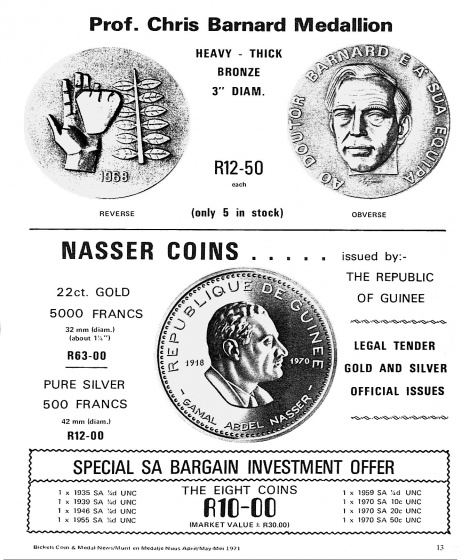 Prof. Chris Barnard Medallion
HEAVY - THICK
BRONZE
3" DIAM.
R12-50
each
(only 5 in stock)
1968
REVERSE
AO DOUTOR BARNARD E Á SUA EQUIPA
OBVERSE
NASSER COINS . . . . .
issued by:-
THE REPUBLIC
OF GUINEE
22ct. GOLD
5000 FRANCS
32 mm (diam.)
(about 1¼")
R63-00
PURE SILVER
500 FRANCS
42 mm (diam.)
R12-00
REPUBLIQUE DE GUINEE
1918
1970
- GAMAL ABDEL NASSER -
LEGAL TENDER
GOLD AND SILVER
OFFICIAL ISSUES
SPECIAL SA BARGAIN INVESTMENT OFFER
1 x 1935 SA ¼d UNC
1 x 1939 SA ¼d UNC
1 x 1946 SA ¼d UNC
1 x 1955 SA ¼d UNC
THE EIGHT COINS
R10-00
(MARKET VALUE ± R30.00)
1 x 1959 SA ¼d UNC
1 x 1970 SA 10c UNC
1 x 1970 SA 20c UNC
1 x 1970 SA 50c UNC
Bickels Coin & Medal News/Munt en Medalje Nuus April/May-Mei 1971
13